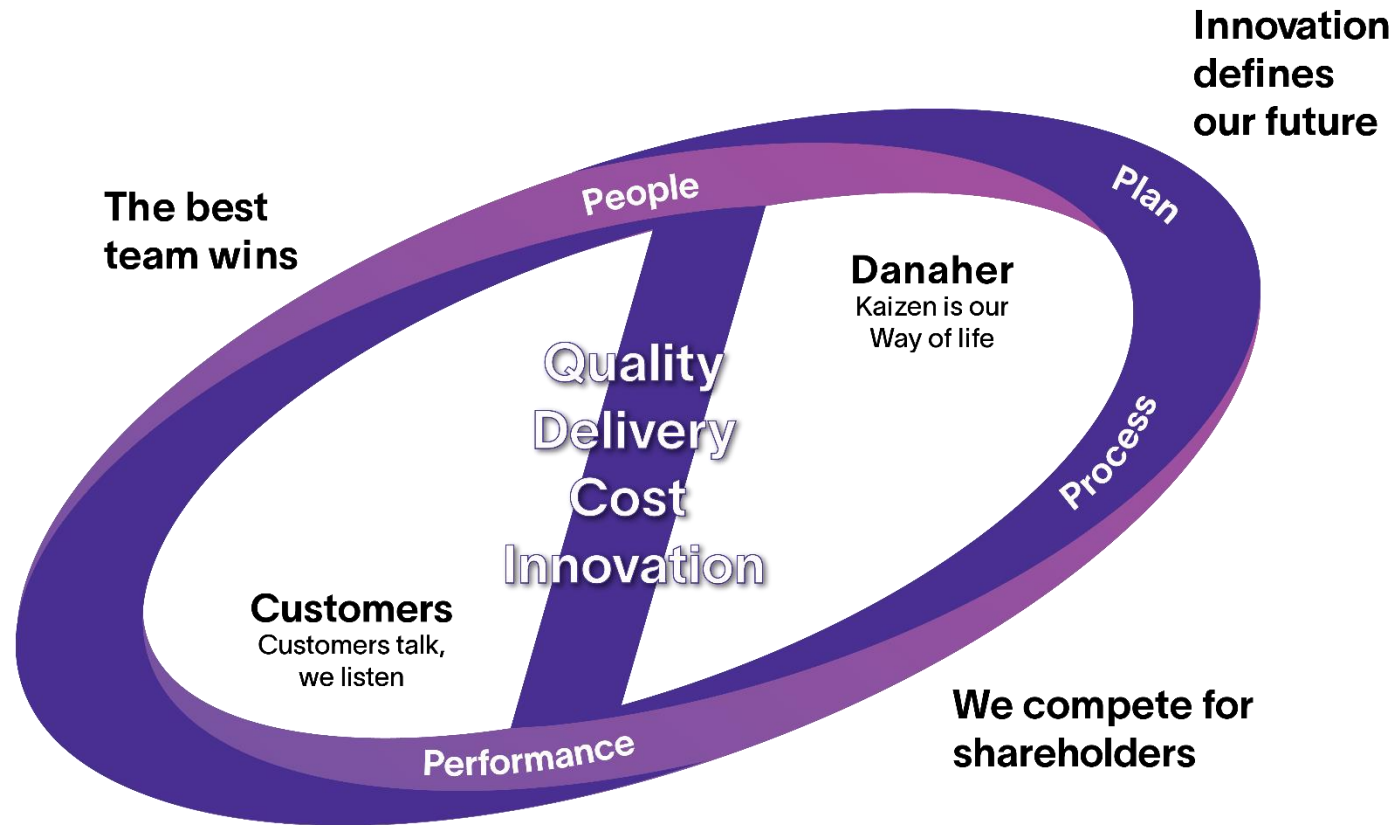 Innovation
defines
our future
The best
team wins
People
Plan
Danaher
Kaizen is our
Way of life
Quality
Delivery
Cost
Innovation
Process
Customers
Customers talk,
we listen
Performance
We compete for
shareholders